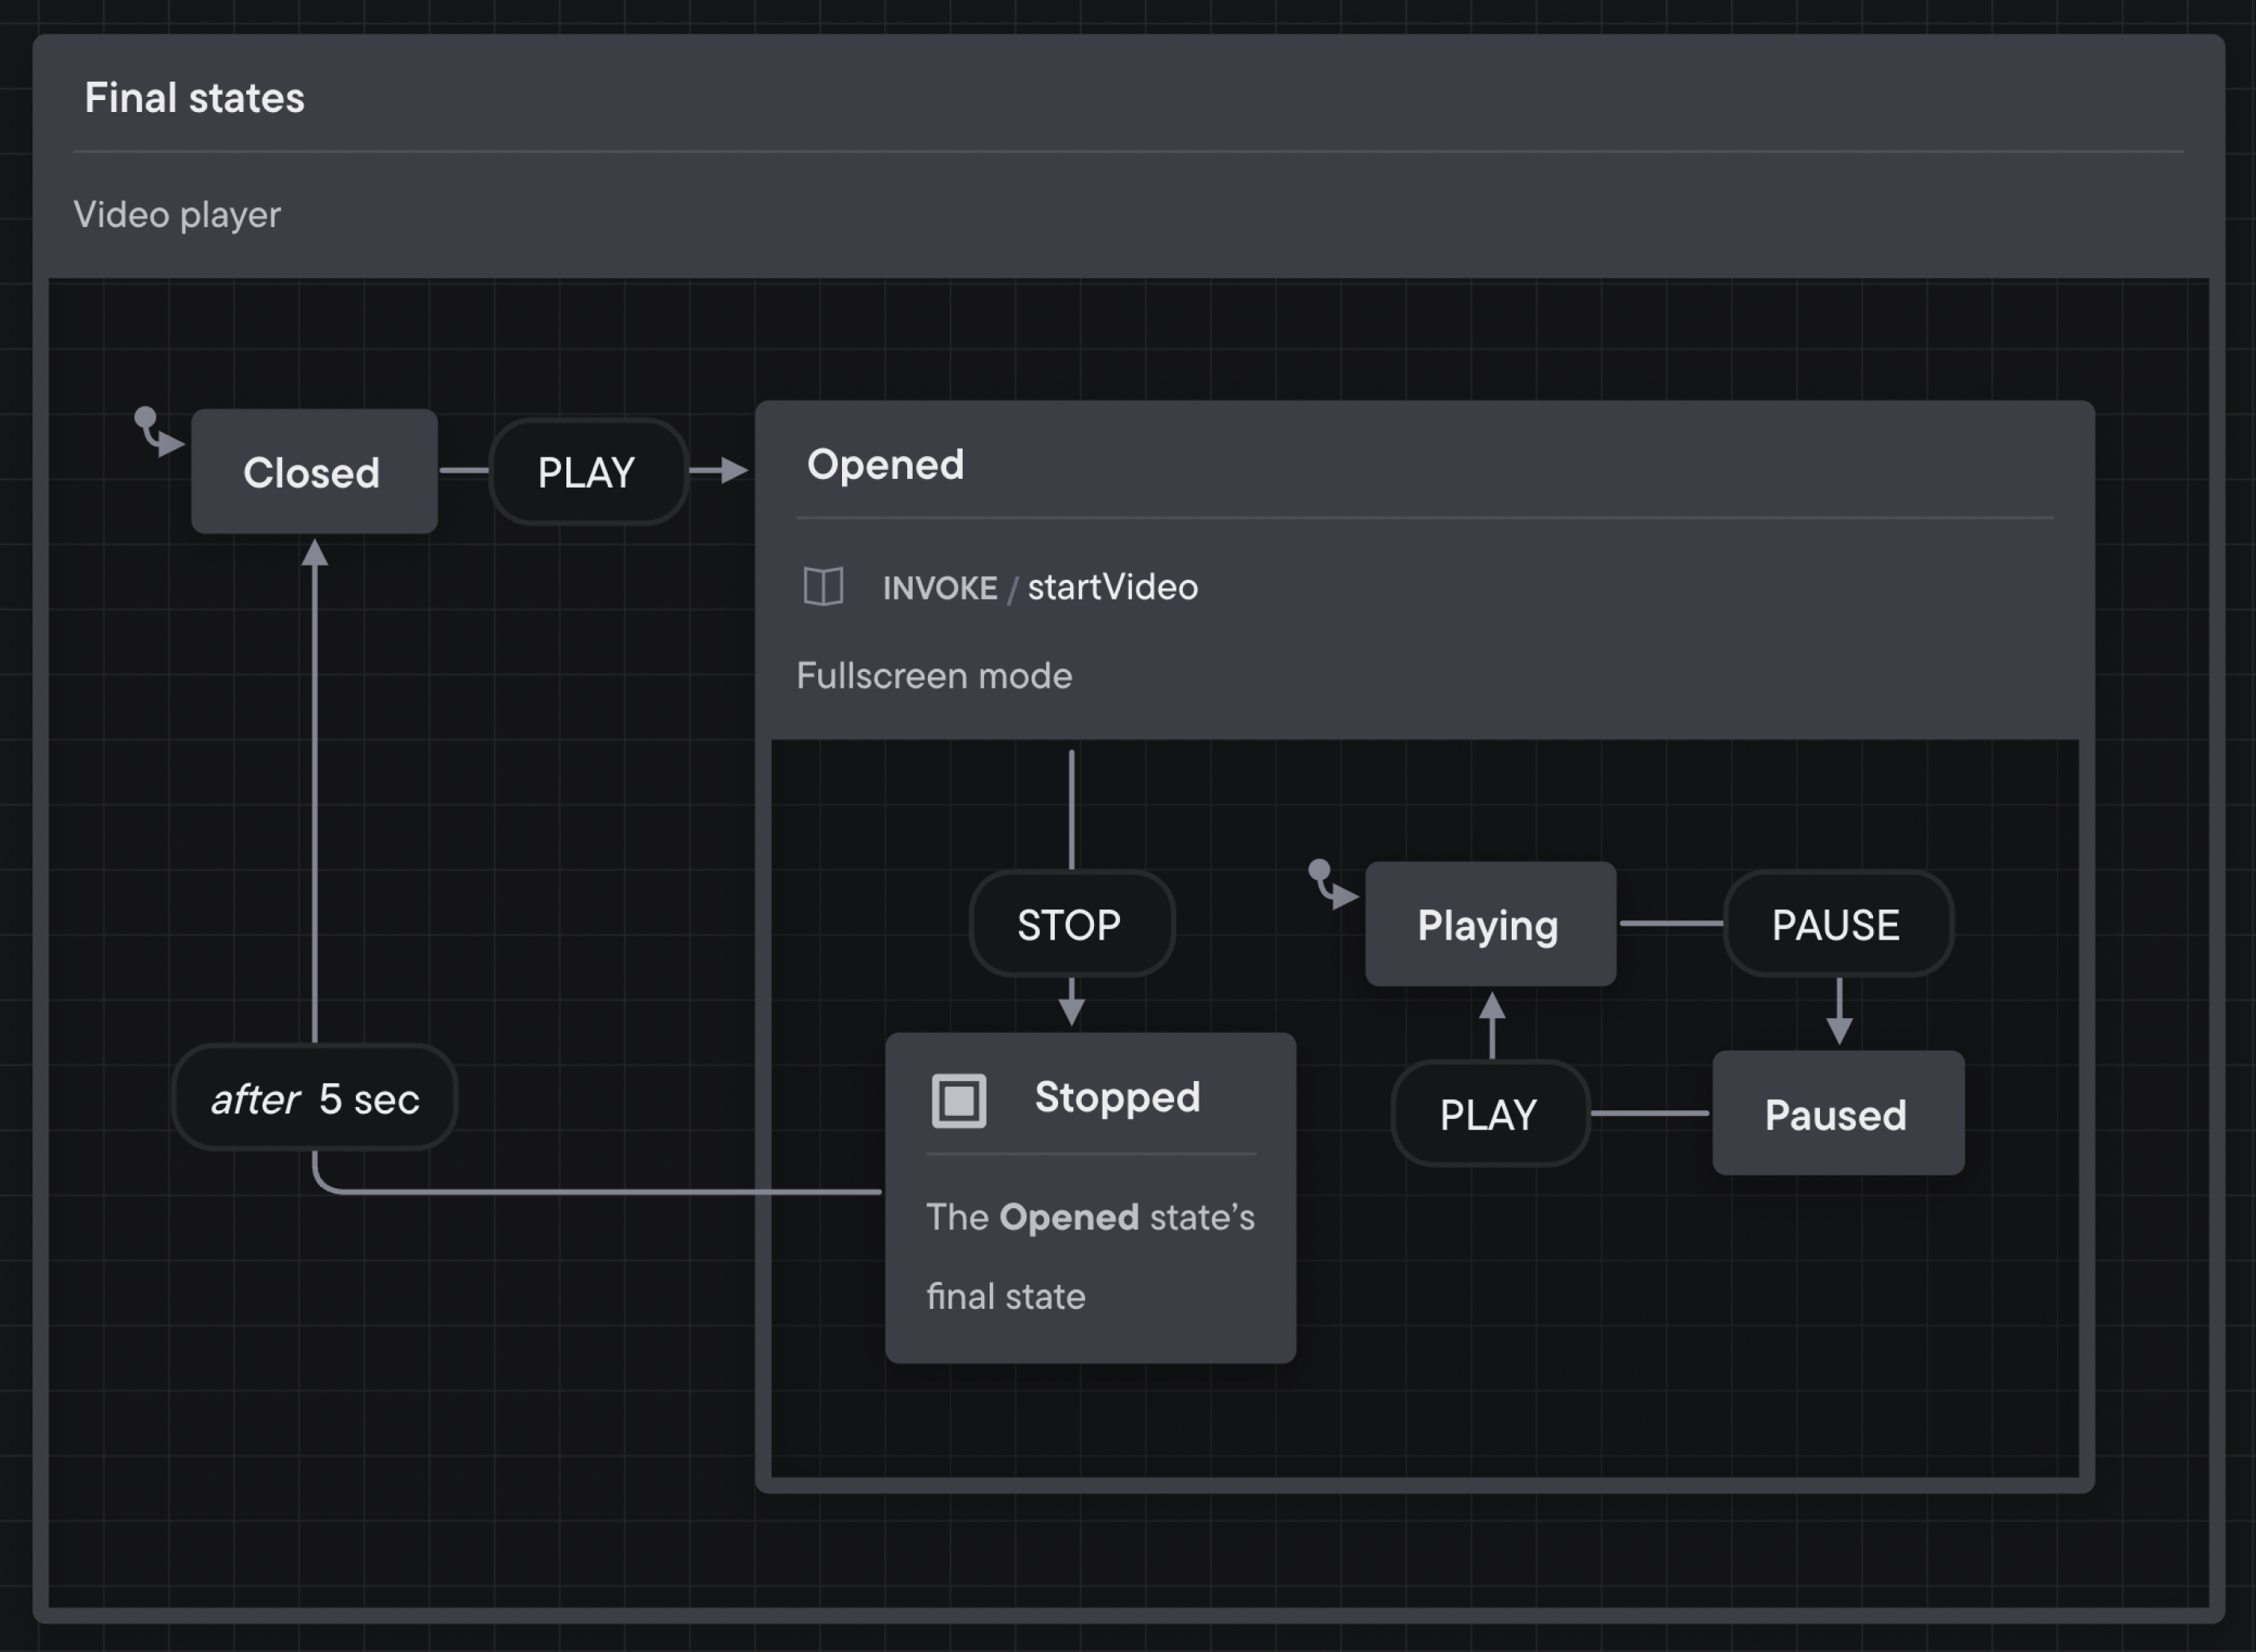 Final states
Video player
Closed
PLAY
Opened
INVOKE / startVideo
Fullscreen mode
STOP
Playing
PAUSE
after 5 sec
Stopped
The Opened state’s
final state
PLAY
Paused